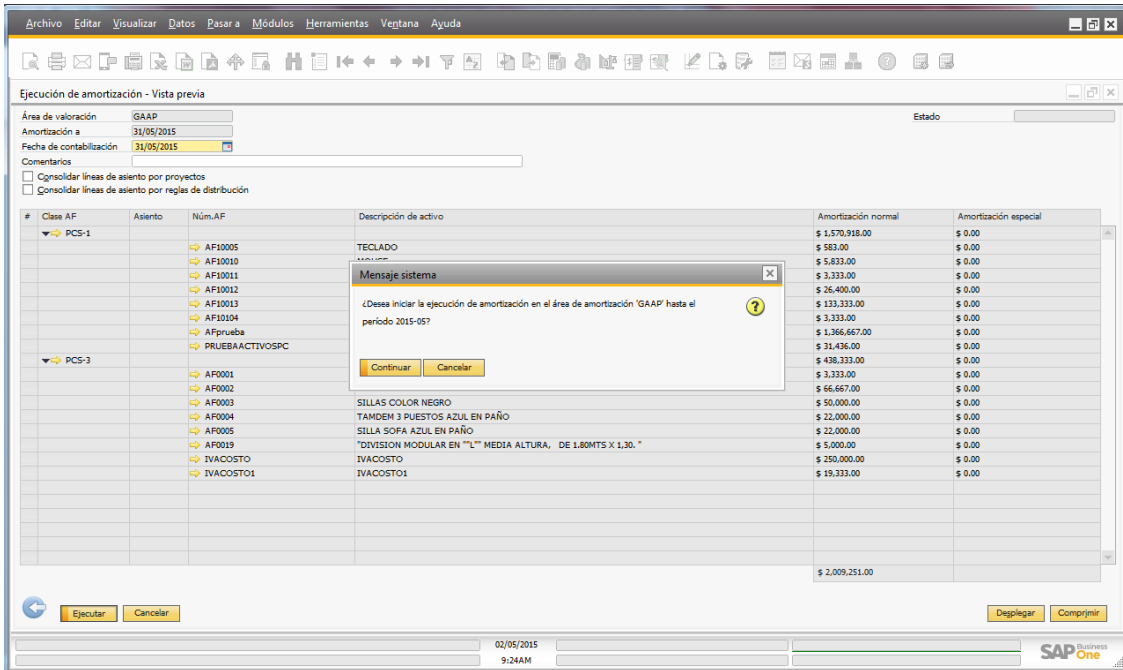 Archivo Editar Visualizar Datos Pasar a Módulos Herramientas Ventana Ayuda
Ejecución de amortización - Vista previa
Área de valoración GAAP Estado
Amortización a 31/05/2015
Fecha de contabilización 31/05/2015
Comentarios
Consolidar líneas de asiento por proyectos
Consolidar líneas de asiento por reglas de distribución
# Clase AF Asiento Núm.AF Descripción de activo Amortización normal Amortización especial
PCS-1 $ 1,570,918.00 $ 0.00
AF10005 TECLADO $ 583.00 $ 0.00
AF10010 $ 5,833.00 $ 0.00
AF10011 $ 3,333.00 $ 0.00
AF10012 $ 26,400.00 $ 0.00
AF10013 $ 133,333.00 $ 0.00
AF10104 $ 3,333.00 $ 0.00
AFprueba $ 1,366,667.00 $ 0.00
PRUEBAACTIVOSPC $ 31,436.00 $ 0.00
PCS-3 $ 438,333.00 $ 0.00
AF0001 $ 3,333.00 $ 0.00
AF0002 $ 66,667.00 $ 0.00
AF0003 SILLAS COLOR NEGRO $ 50,000.00 $ 0.00
AF0004 TAMDEM 3 PUESTOS AZUL EN PAÑO $ 22,000.00 $ 0.00
AF0005 SILLA SOFA AZUL EN PAÑO $ 22,000.00 $ 0.00
AF0019 "DIVISION MODULAR EN ""L"" MEDIA ALTURA, DE 1.80MTS X 1,30. " $ 5,000.00 $ 0.00
IVACOSTO IVACOSTO $ 250,000.00 $ 0.00
IVACOSTO1 IVACOSTO1 $ 19,333.00 $ 0.00
$ 2,009,251.00
Mensaje sistema
¿Desea iniciar la ejecución de amortización en el área de amortización 'GAAP' hasta el
período 2015-05?
Continuar Cancelar
Ejecutar Cancelar Desplegar Comprimir
02/05/2015
9:24AM
SAP Business One